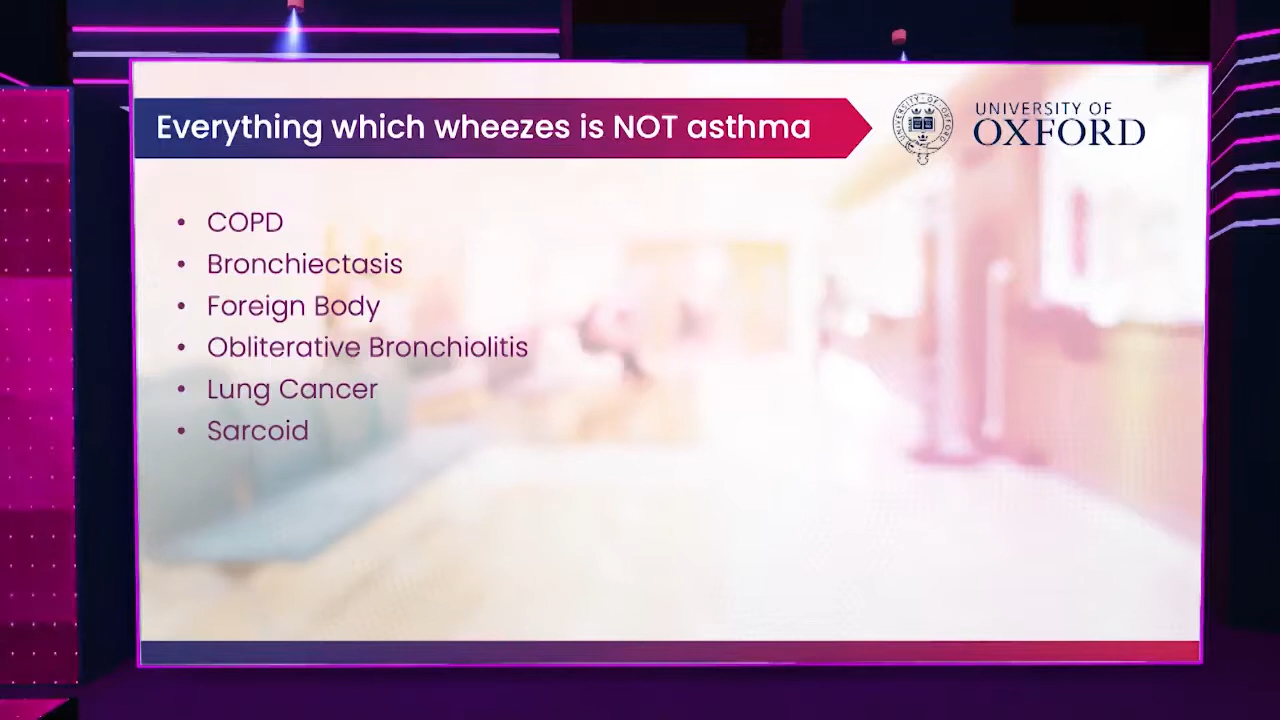 Everything which wheezes is NOT asthma
UNIVERSITY OF
OXFORD
• COPD
• Bronchiectasis
• Foreign Body
• Obliterative Bronchiolitis
• Lung Cancer
• Sarcoid